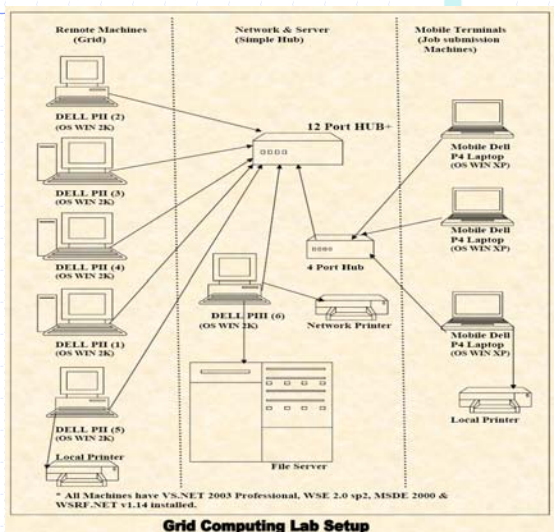 Remote Machines
(Grid)
Network & Server
(Simple Hub)
Mobile Terminals
(Job submission
Machines)
DELL PII (2)
(OS WIN 2K)
12 Port HUB+
Mobile Dell
P4 Laptop
(OS WIN XP)
DELL PII (3)
(OS WIN 2K)
Mobile Dell
P4 Laptop
(OS WIN XP)
DELL PII (4)
(OS WIN 2K)
4 Port Hub
DELL PIII (6)
(OS WIN 2K)
Network Printer
DELL PII (1)
(OS WIN 2K)
Mobile Dell
P4 Laptop
(OS WIN XP)
DELL PII (5)
(OS WIN 2K)
Local Printer
Local Printer
File Server
* All Machines have VS.NET 2003 Professional, WSE 2.0 sp2, MSDE 2000 &
WSRF.NET v1.14 installed.
Grid Computing Lab Setup